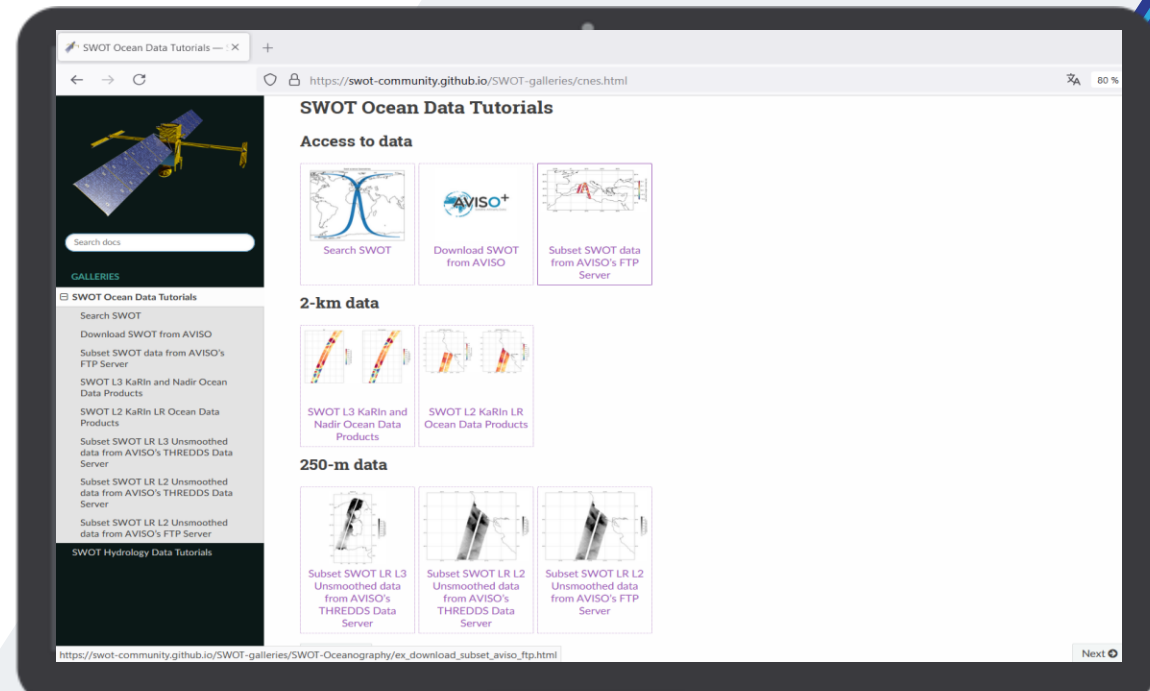 SWOT Ocean Data Tutorials —
https://swot-community.github.io/SWOT-galleries/cnes.html
80 %
Search docs
GALLERIES
SWOT Ocean Data Tutorials
Search SWOT
Download SWOT from AVISO
Subset SWOT data from AVISO's
FTP Server
SWOT L3 KaRIn and Nadir Ocean
Data Products
SWOT L2 KaRIn LR Ocean Data
Products
Subset SWOT LR L3 Unsmoothed
data from AVISO's THREDDS Data
Server
Subset SWOT LR L2 Unsmoothed
data from AVISO's THREDDS Data
Server
Subset SWOT LR L2 Unsmoothed
data from AVISO's FTP Server
SWOT Hydrology Data Tutorials
SWOT Ocean Data Tutorials
Access to data
Search SWOT
AVISO+
Download SWOT
from AVISO
Subset SWOT data
from AVISO's FTP
Server
2-km data
SWOT L3 KaRIn and
Nadir Ocean Data
Products
SWOT L2 KaRIn LR
Ocean Data Products
250-m data
Subset SWOT LR L3
Unsmoothed data
from AVISO's
THREDDS Data
Server
Subset SWOT LR L2
Unsmoothed data
from AVISO's
THREDDS Data
Server
Subset SWOT LR L2
Unsmoothed data
from AVISO's FTP
Server
https://swot-community.github.io/SWOT-galleries/SWOT-Oceanography/ex_download_subset_aviso_ftp.html
Next